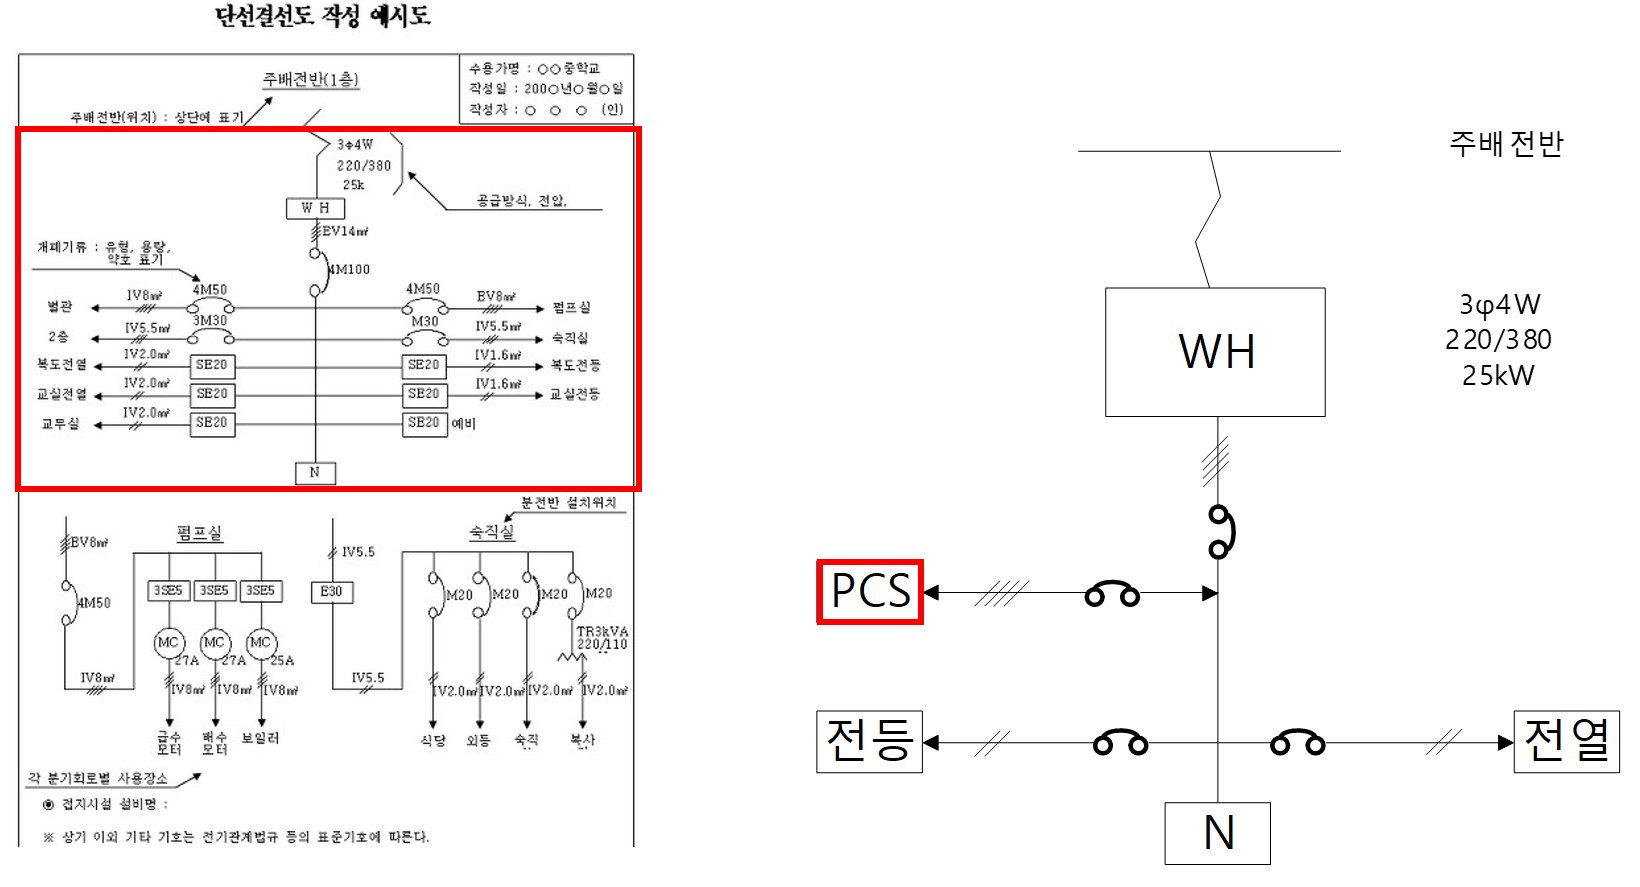 단선결선도 작성 예시도
수용가명 : ○○중학교
작성일 : 200○년○월○일
작성자 : ○ ○ ○ (인)
주배전반(1층)
주배전반(위치) : 상단에 표기
3φ4W
220/380
25k
공급방식, 전압,
W H
EV14㎟
개폐기류 : 유형, 용량,
약호 표기
4M100
별관
IV8㎟
4M50
4M50
BV8㎟
펌프실
2층
IV5.5㎟
3M30
M30
IV5.5㎟
숙직실
복도전열
IV2.0㎟
SE20
SE20
IV1.6㎟
복도전등
교실전열
IV2.0㎟
SE20
SE20
IV1.6㎟
교실전등
교무실
IV2.0㎟
SE20
SE20
예비
N
분전반 설치위치
펌프실
BV8㎟
4M50
IV8㎟
3SE5
3SE5
3SE5
MC
MC
MC
27A
27A
25A
IV8㎟
IV8㎟
IV8㎟
급수
모터
배수
모터
보일러
숙직실
IV5.5
E30
IV5.5
M20
M20
M20
M20
TR3kVA
220/110
IV2.0㎟
IV2.0㎟
IV2.0㎟
IV2.0㎟
식당
외등
숙직
복사
각 분기회로별 사용장소
◉ 접지시설 설비명 :
※ 상기 이외 기타 기호는 전기관계법규 등의 표준기호에 따른다.
주배전반
WH
3φ4W
220/380
25kW
PCS
전등
전열
N